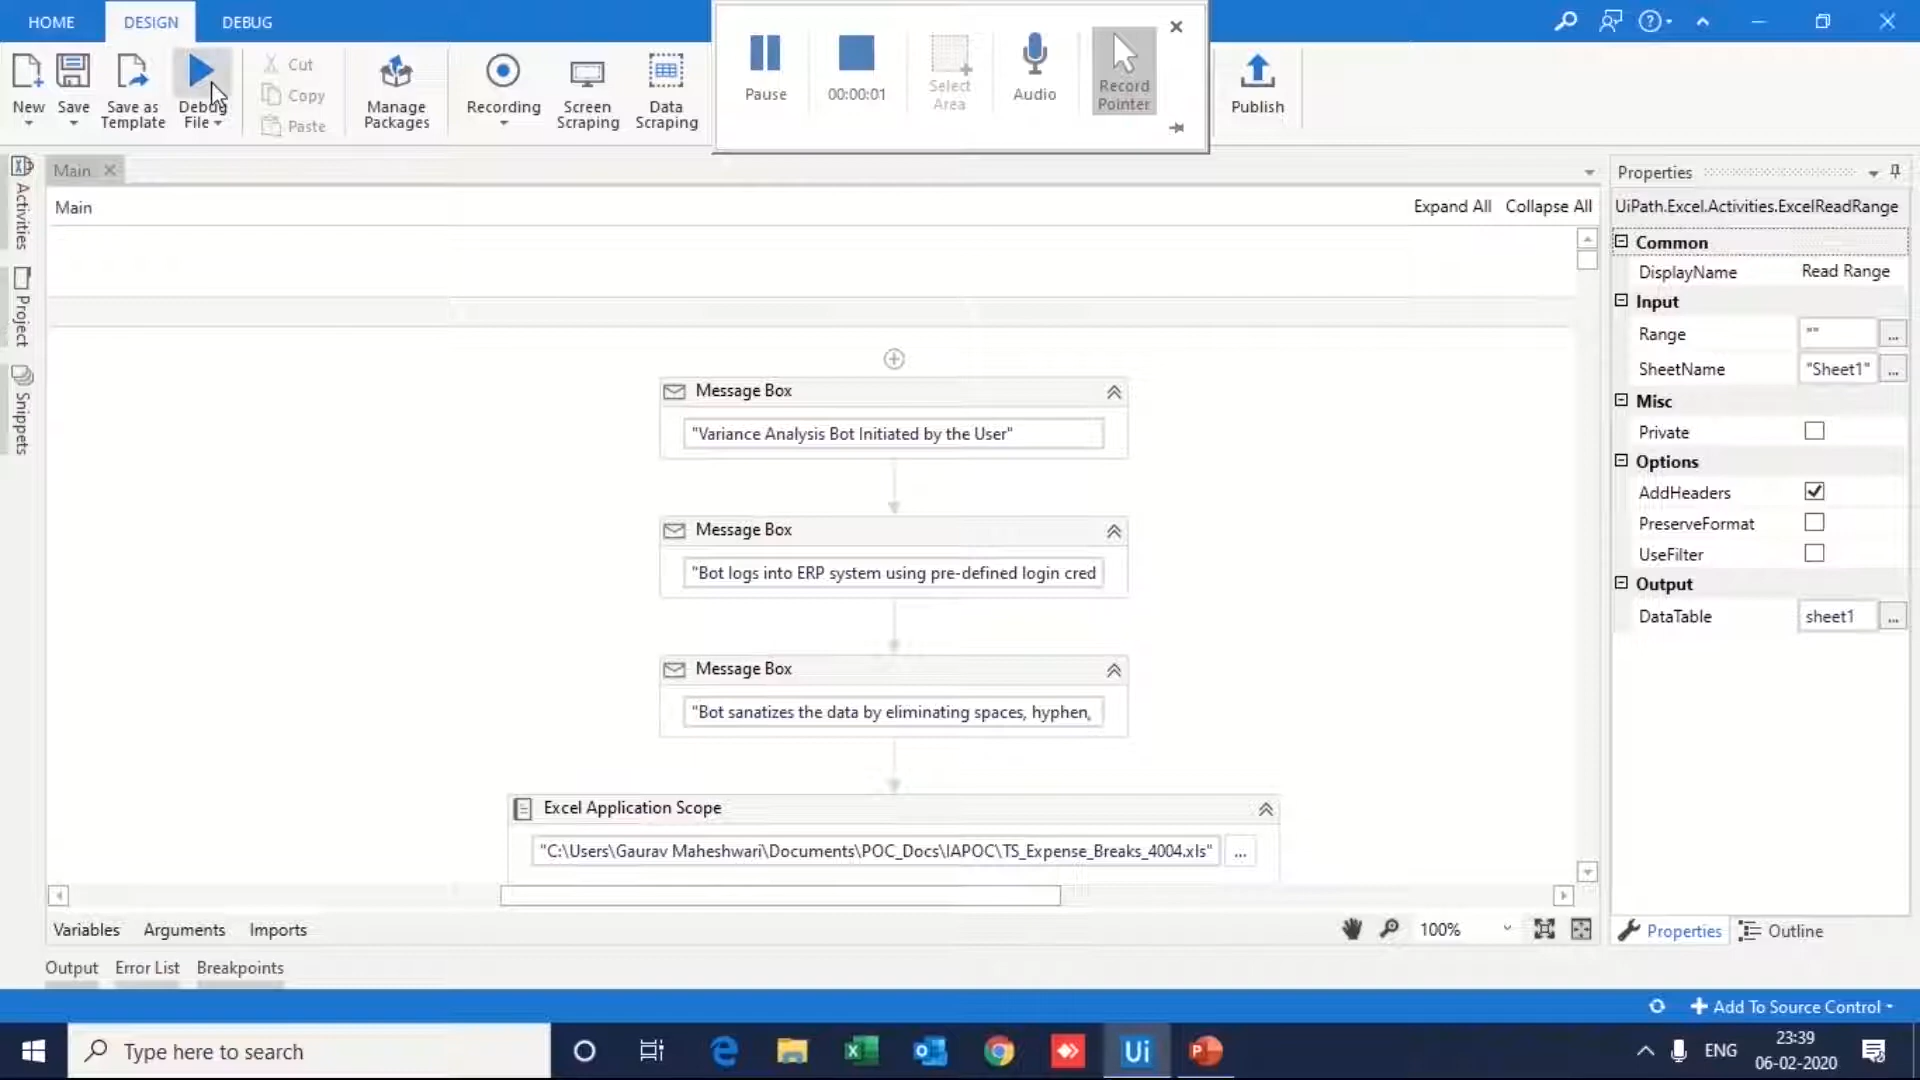 HOME DESIGN DEBUG
New
Save
Save as Template
Debug File
Cut
Copy
Paste
Manage Packages
Recording
Screen Scraping
Data Scraping
Pause
00:00:01
Select Area
Audio
Record Pointer
Publish
Activities
Project
Snippets
Main
Main
Expand All Collapse All
Message Box
"Variance Analysis Bot Initiated by the User"
Message Box
"Bot logs into ERP system using pre-defined login cred
Message Box
"Bot sanatizes the data by eliminating spaces, hyphen,
Excel Application Scope
"C:\Users\Gaurav Maheshwari\Documents\POC_Docs\IAPOC\TS_Expense_Breaks_4004.xls" ...
Properties
UiPath.Excel.Activities.ExcelReadRange
Common
DisplayName Read Range
Input
Range "" ...
SheetName "Sheet1" ...
Misc
Private
Options
AddHeaders
PreserveFormat
UseFilter
Output
DataTable sheet1 ...
Variables Arguments Imports
100%
Properties Outline
Output Error List Breakpoints
Add To Source Control
Type here to search
Ui
ENG
23:39
06-02-2020